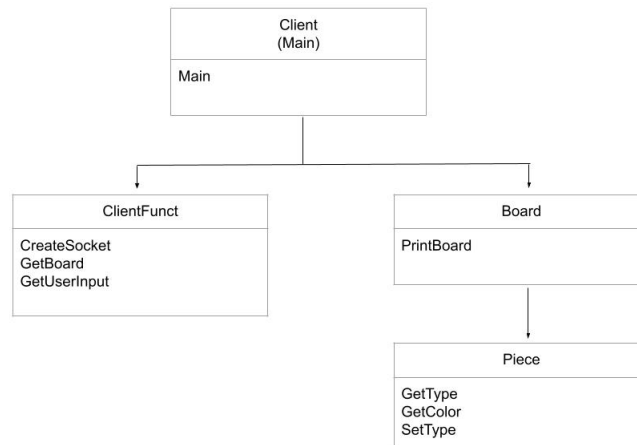 Client
(Main)
Main
ClientFunct
CreateSocket
GetBoard
GetUserInput
Board
PrintBoard
Piece
GetType
GetColor
SetType